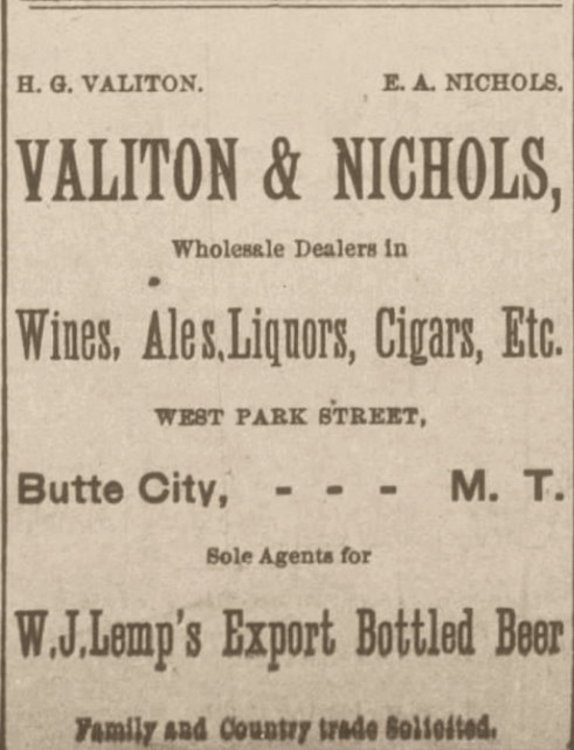 H. G. VALITON. E. A. NICHOLS.
VALITON & NICHOLS,
Wholesale Dealers in
Wines, Ales, Liquors, Cigars, Etc.
WEST PARK STREET,
Butte City, - - - M. T.
Sole Agents for
W. J. Lemp's Export Bottled Beer
Family and Country trade Solicited.